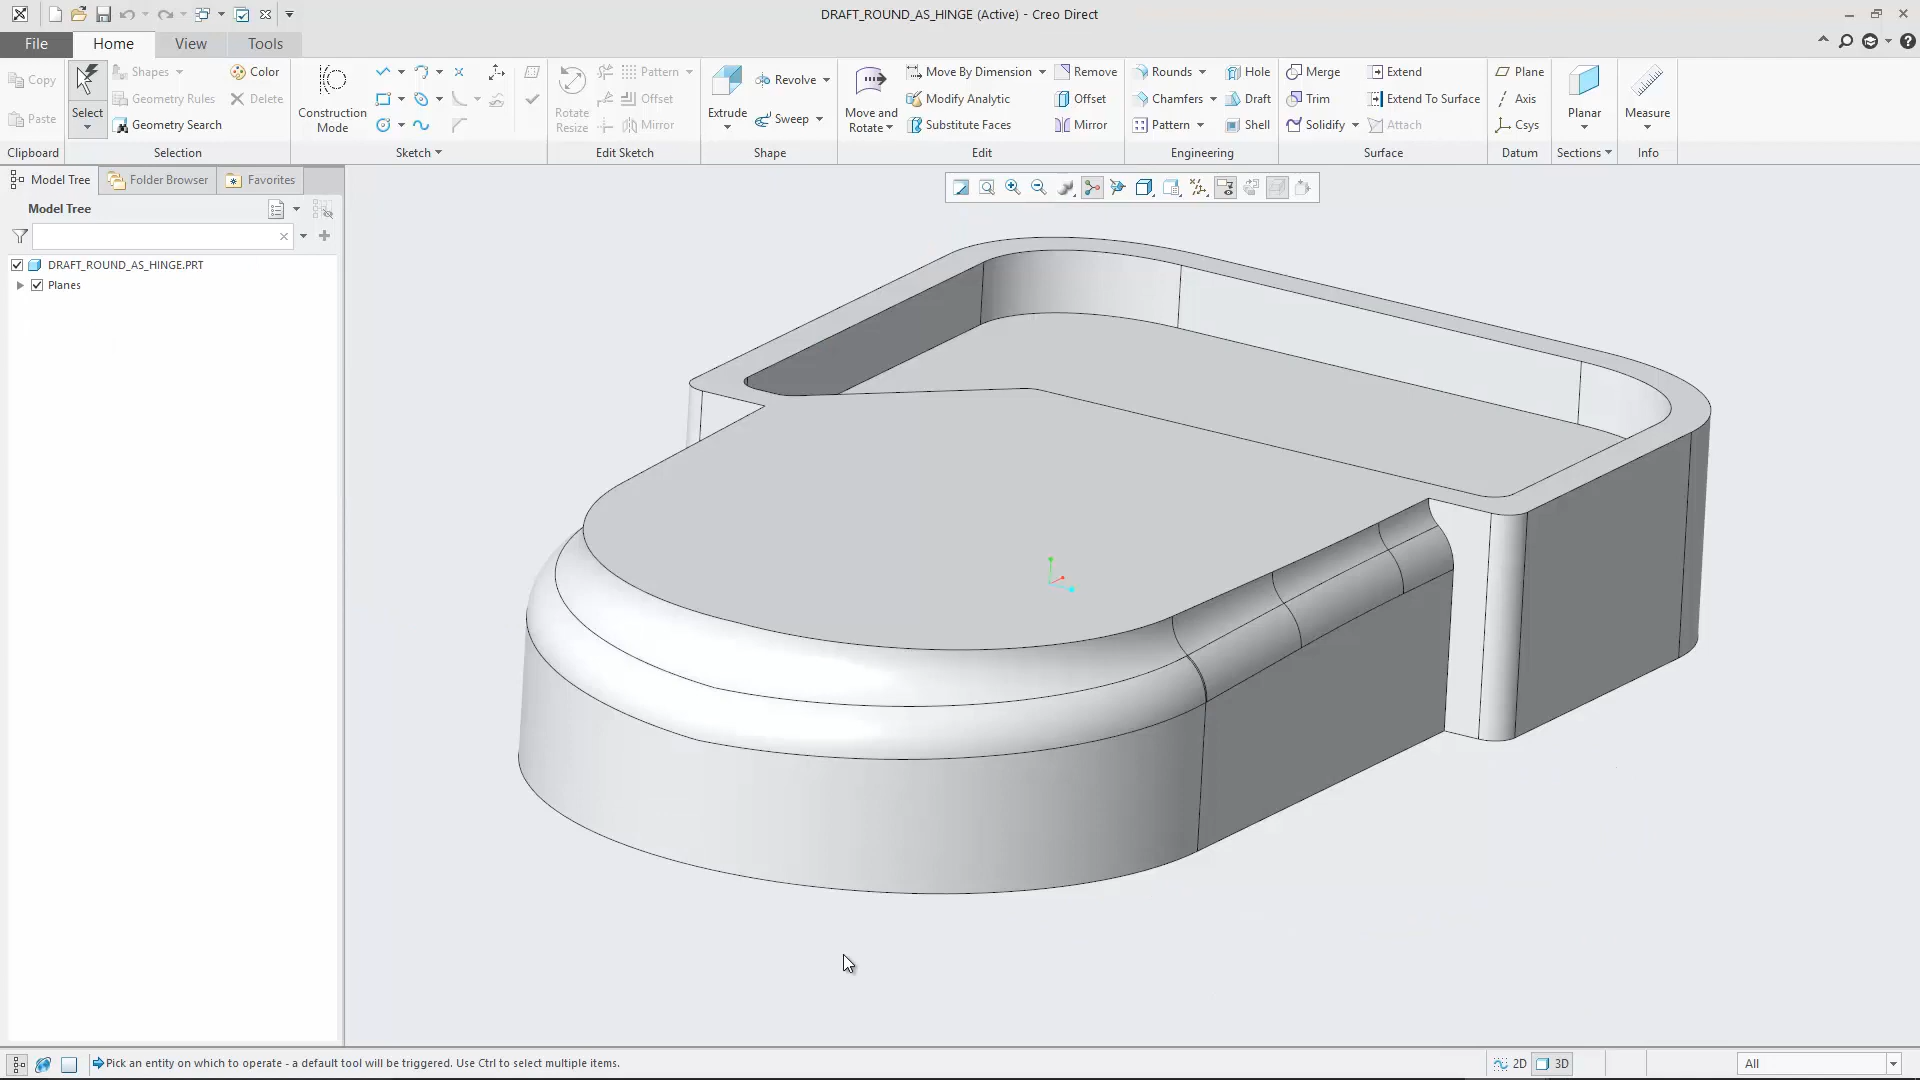 DRAFT_ROUND_AS_HINGE (Active) - Creo Direct
File Home View Tools
Copy
Paste
Clipboard
Select
Shapes
Geometry Rules
Geometry Search
Color
Delete
Selection
Construction
Mode
Sketch
Rotate
Resize
Pattern
Offset
Mirror
Edit Sketch
Extrude
Revolve
Sweep
Shape
Move and
Rotate
Move By Dimension
Modify Analytic
Substitute Faces
Remove
Offset
Mirror
Edit
Rounds
Chamfers
Pattern
Hole
Draft
Shell
Engineering
Merge
Trim
Solidify
Extend
Extend To Surface
Attach
Surface
Plane
Axis
Csys
Datum
Planar
Sections
Measure
Info
Model Tree Folder Browser Favorites
Model Tree
DRAFT_ROUND_AS_HINGE.PRT
Planes
Pick an entity on which to operate - a default tool will be triggered. Use Ctrl to select multiple items.
2D 3D All